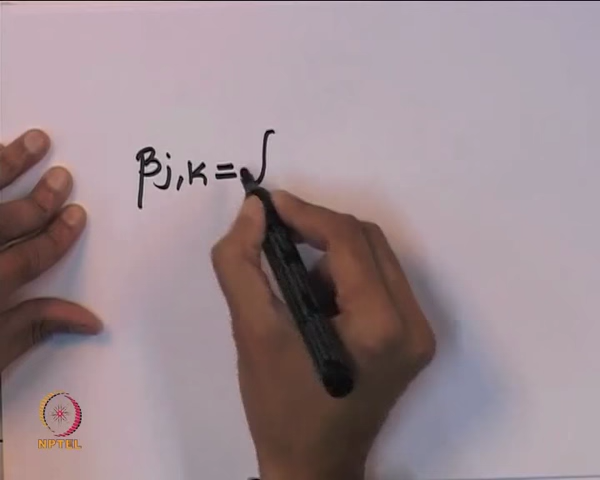 βj,k = ∫
NPTEL